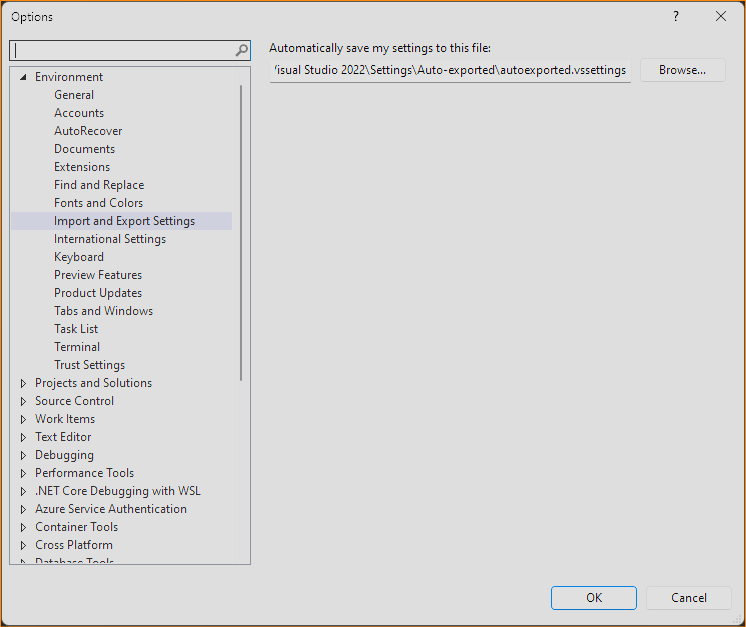 Options
?
Automatically save my settings to this file:
isual Studio 2022\Settings\Auto-exported\autoexported.vssettings
Browse...
Environment
General
Accounts
AutoRecover
Documents
Extensions
Find and Replace
Fonts and Colors
Import and Export Settings
International Settings
Keyboard
Preview Features
Product Updates
Tabs and Windows
Task List
Terminal
Trust Settings
Projects and Solutions
Source Control
Work Items
Text Editor
Debugging
Performance Tools
.NET Core Debugging with WSL
Azure Service Authentication
Container Tools
Cross Platform
Database Tools
OK
Cancel